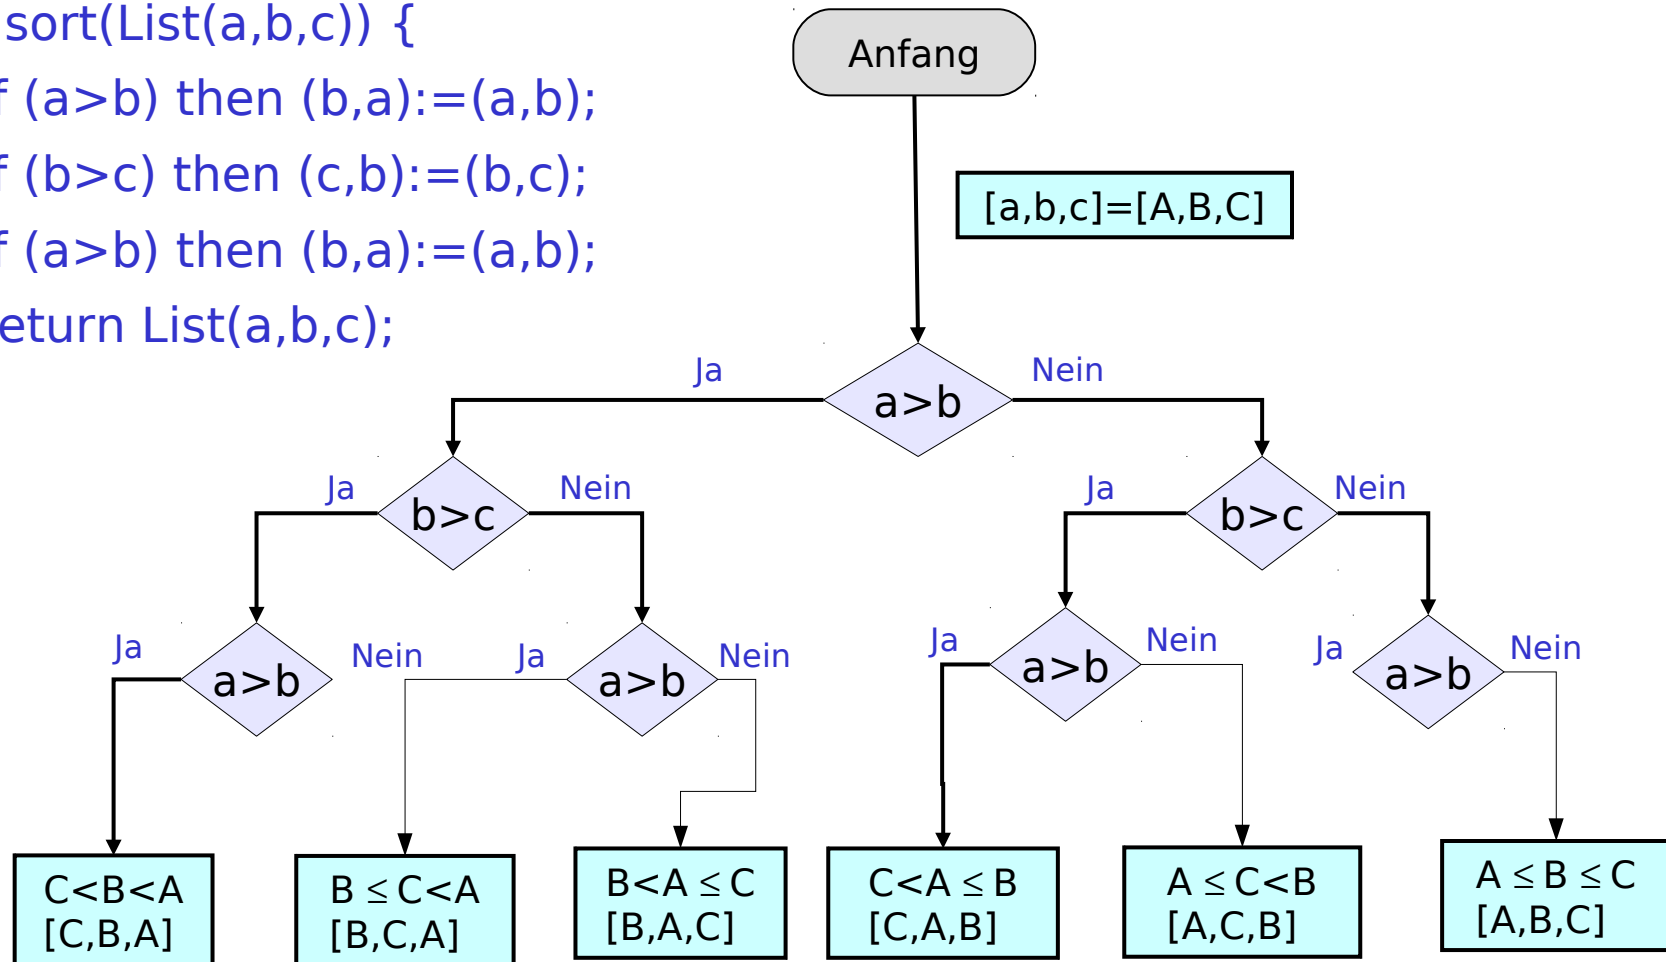 sort(List(a,b,c)) {
f (a>b) then (b,a):=(a,b);
f (b>c) then (c,b):=(b,c);
f (a>b) then (b,a):=(a,b);
eturn List(a,b,c);
Anfang
[a,b,c]=[A,B,C]
Ja
Nein
a>b
Ja
Nein
b>c
Ja
Nein
b>c
Ja
Nein
a>b
Ja
Nein
a>b
Ja
Nein
a>b
Ja
Nein
a>b
C<B<A
[C,B,A]
B ≤ C<A
[B,C,A]
B<A ≤ C
[B,A,C]
C<A ≤ B
[C,A,B]
A ≤ C<B
[A,C,B]
A ≤ B ≤ C
[A,B,C]